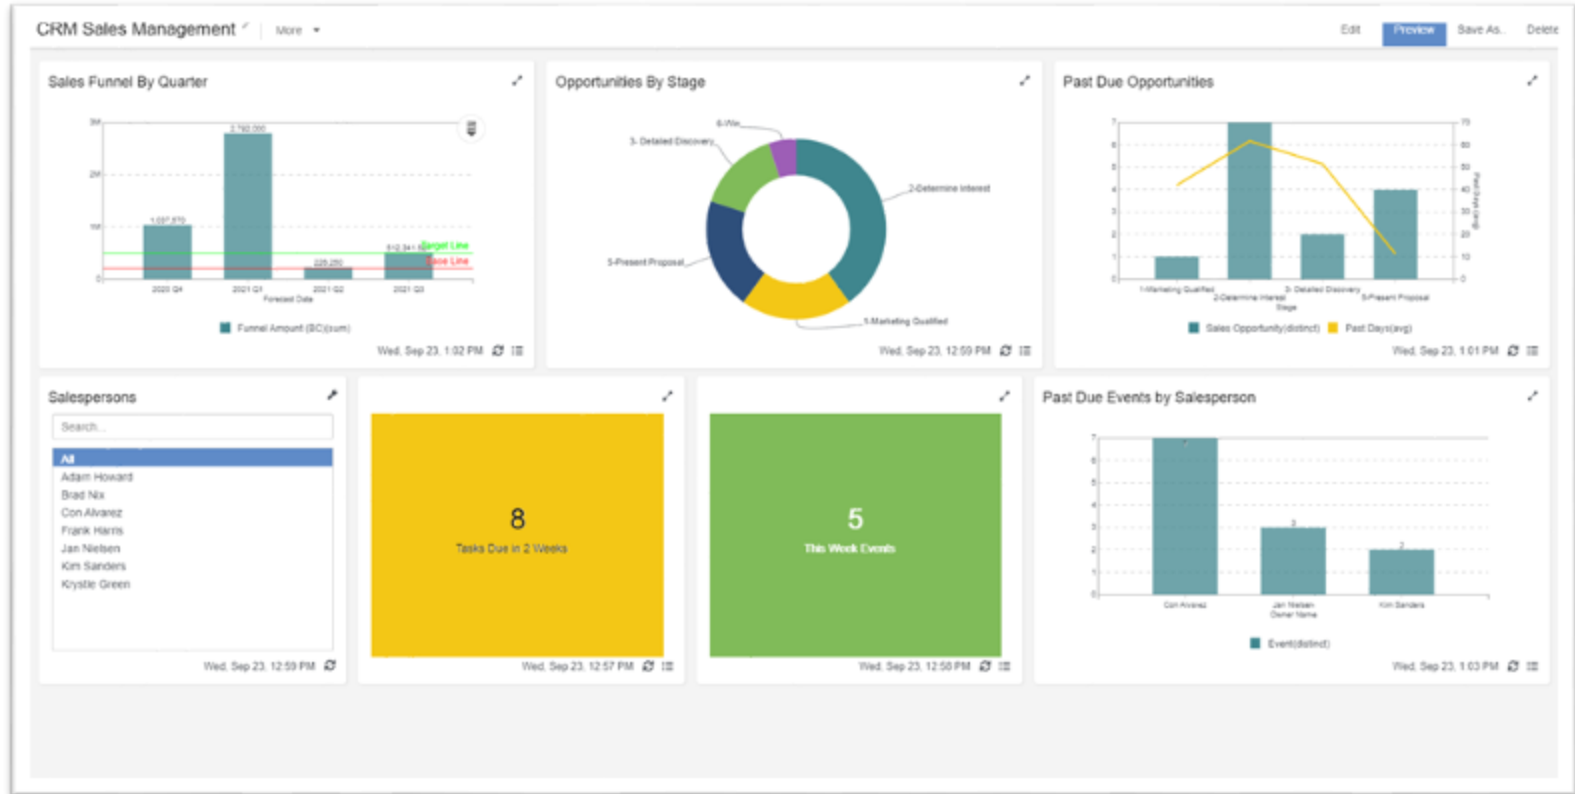 CRM Sales Management
More
Edit
Preview
Save As..
Delete
Sales Funnel By Quarter
3M
2M
1M
0
1,037,570
2,792,000
228,250
Target Line
Base Line
2020 Q4
2021 Q1
2021 Q2
2021 Q3
Forecast Date
Funnel Amount (BC)(sum)
Wed, Sep 23, 1:02 PM
Opportunities By Stage
6-Win
3- Detailed Discovery
2-Determine Interest
5-Present Proposal
1-Marketing Qualified
Wed, Sep 23, 12:59 PM
Past Due Opportunities
7
6
5
4
3
2
1
0
70
60
50
40
30
20
10
0
Past Days(avg)
1-Marketing Qualified
2-Determine Interest
3- Detailed Discovery
5-Present Proposal
Stage
Sales Opportunity(distinct)
Past Days(avg)
Wed, Sep 23, 1:01 PM
Salespersons
Search...
All
Adam Howard
Brad Nix
Con Alvarez
Frank Harris
Jan Nielsen
Kim Sanders
Krystle Green
Wed, Sep 23, 12:59 PM
8
Tasks Due in 2 Weeks
Wed, Sep 23, 12:57 PM
5
This Week Events
Wed, Sep 23, 12:58 PM
Past Due Events by Salesperson
7
6
5
4
3
2
1
0
7
3
2
Con Alvarez
Jan Nielsen
Kim Sanders
Owner Name
Event(distinct)
Wed, Sep 23, 1:03 PM